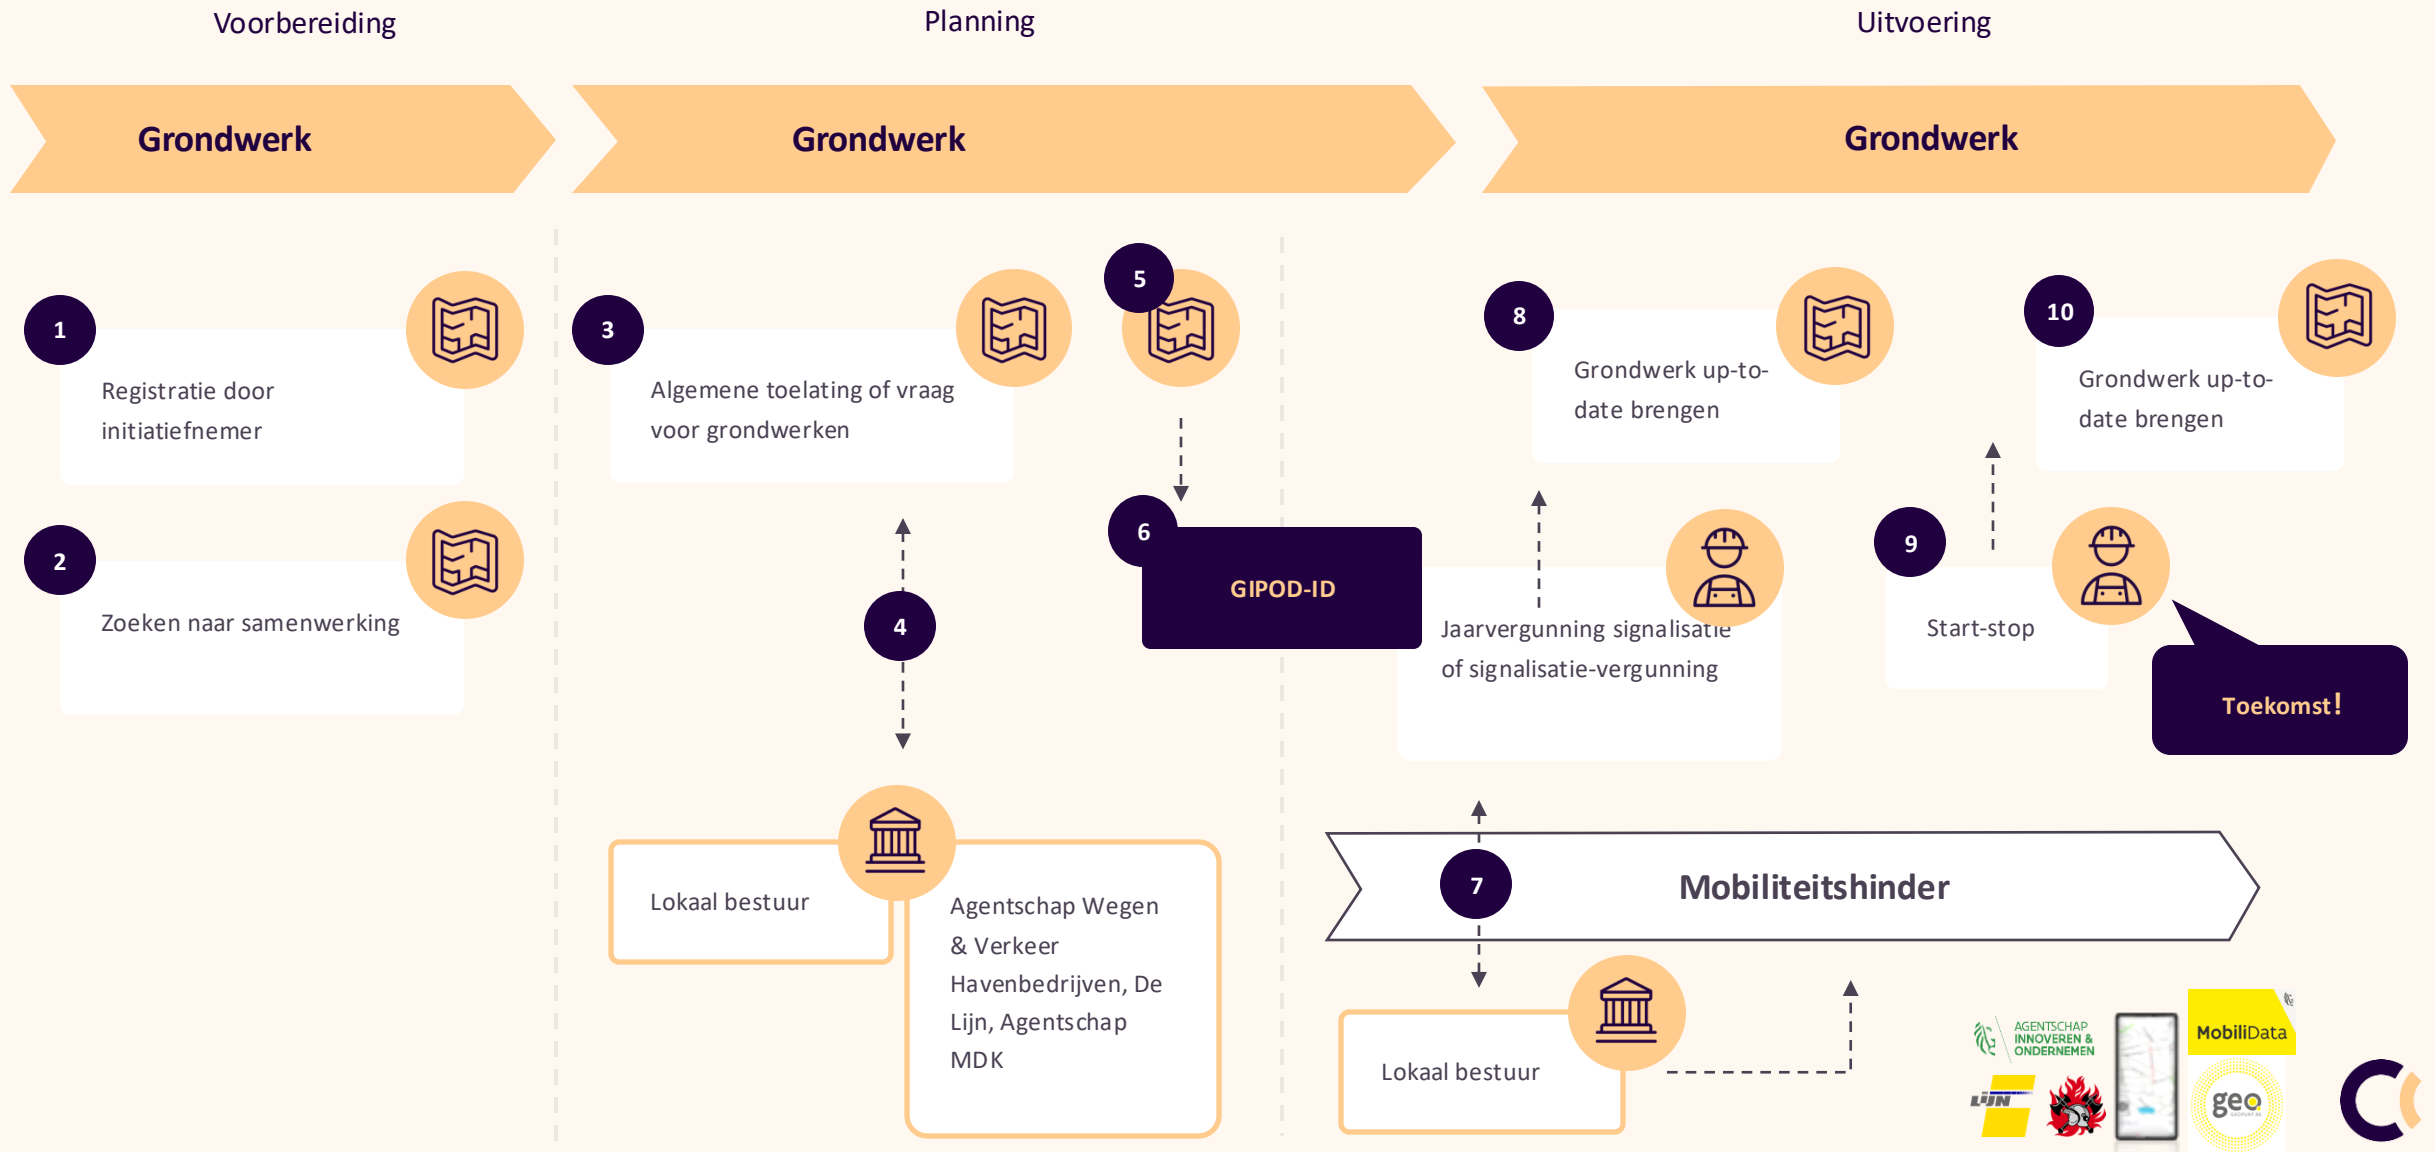 Voorbereiding
Planning
Uitvoering
Grondwerk
Grondwerk
Grondwerk
1
Registratie door
initiatiefnemer
2
Zoeken naar samenwerking
3
Algemene toelating of vraag
voor grondwerken
4
Lokaal bestuur
Agentschap Wegen
& Verkeer
Havenbedrijven, De
Lijn, Agentschap
MDK
5
6
GIPOD-ID
8
Grondwerk up-to-
date brengen
Jaarvergunning signalisatie
of signalisatie-vergunning
10
Grondwerk up-to-
date brengen
9
Start-stop
Toekomst!
7
Mobiliteitshinder
Lokaal bestuur
AGENTSCHAP
INNOVEREN &
ONDERNEMEN
MobiliData
LIJN
geo